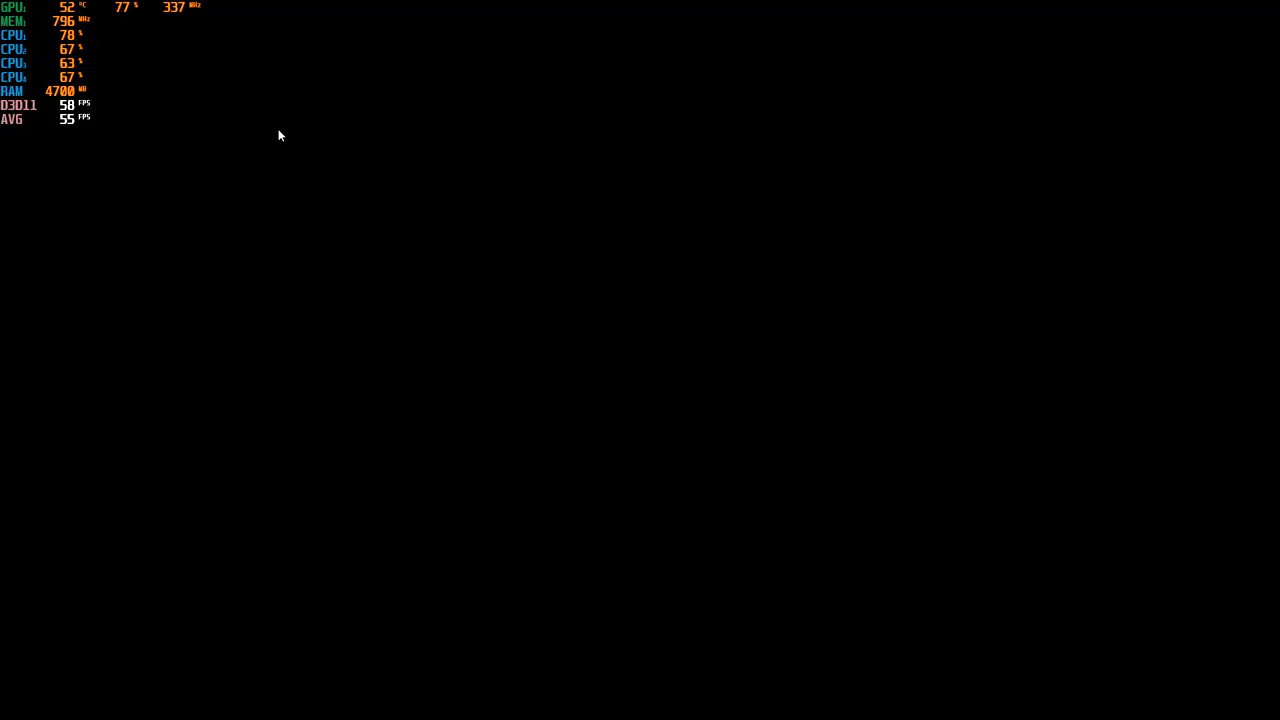 GPU₁ 52 °C 77 % 337 MHz
MEM₁ 796 MHz
CPU₁ 78 %
CPU₂ 67 %
CPU₃ 63 %
CPU₄ 67 %
RAM 4700 MB
D3D11 58 FPS
AVG 55 FPS